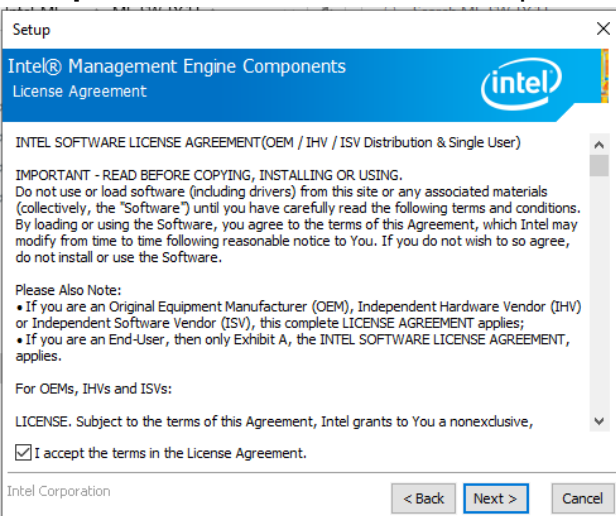 Setup
Intel® Management Engine Components
License Agreement
intel
INTEL SOFTWARE LICENSE AGREEMENT(OEM / IHV / ISV Distribution & Single User)
IMPORTANT - READ BEFORE COPYING, INSTALLING OR USING.
Do not use or load software (including drivers) from this site or any associated materials
(collectively, the "Software") until you have carefully read the following terms and conditions.
By loading or using the Software, you agree to the terms of this Agreement, which Intel may
modify from time to time following reasonable notice to You. If you do not wish to so agree,
do not install or use the Software.
Please Also Note:
• If you are an Original Equipment Manufacturer (OEM), Independent Hardware Vendor (IHV)
or Independent Software Vendor (ISV), this complete LICENSE AGREEMENT applies;
• If you are an End-User, then only Exhibit A, the INTEL SOFTWARE LICENSE AGREEMENT,
applies.
For OEMs, IHVs and ISVs:
LICENSE. Subject to the terms of this Agreement, Intel grants to You a nonexclusive,
I accept the terms in the License Agreement.
Intel Corporation
< Back Next > Cancel